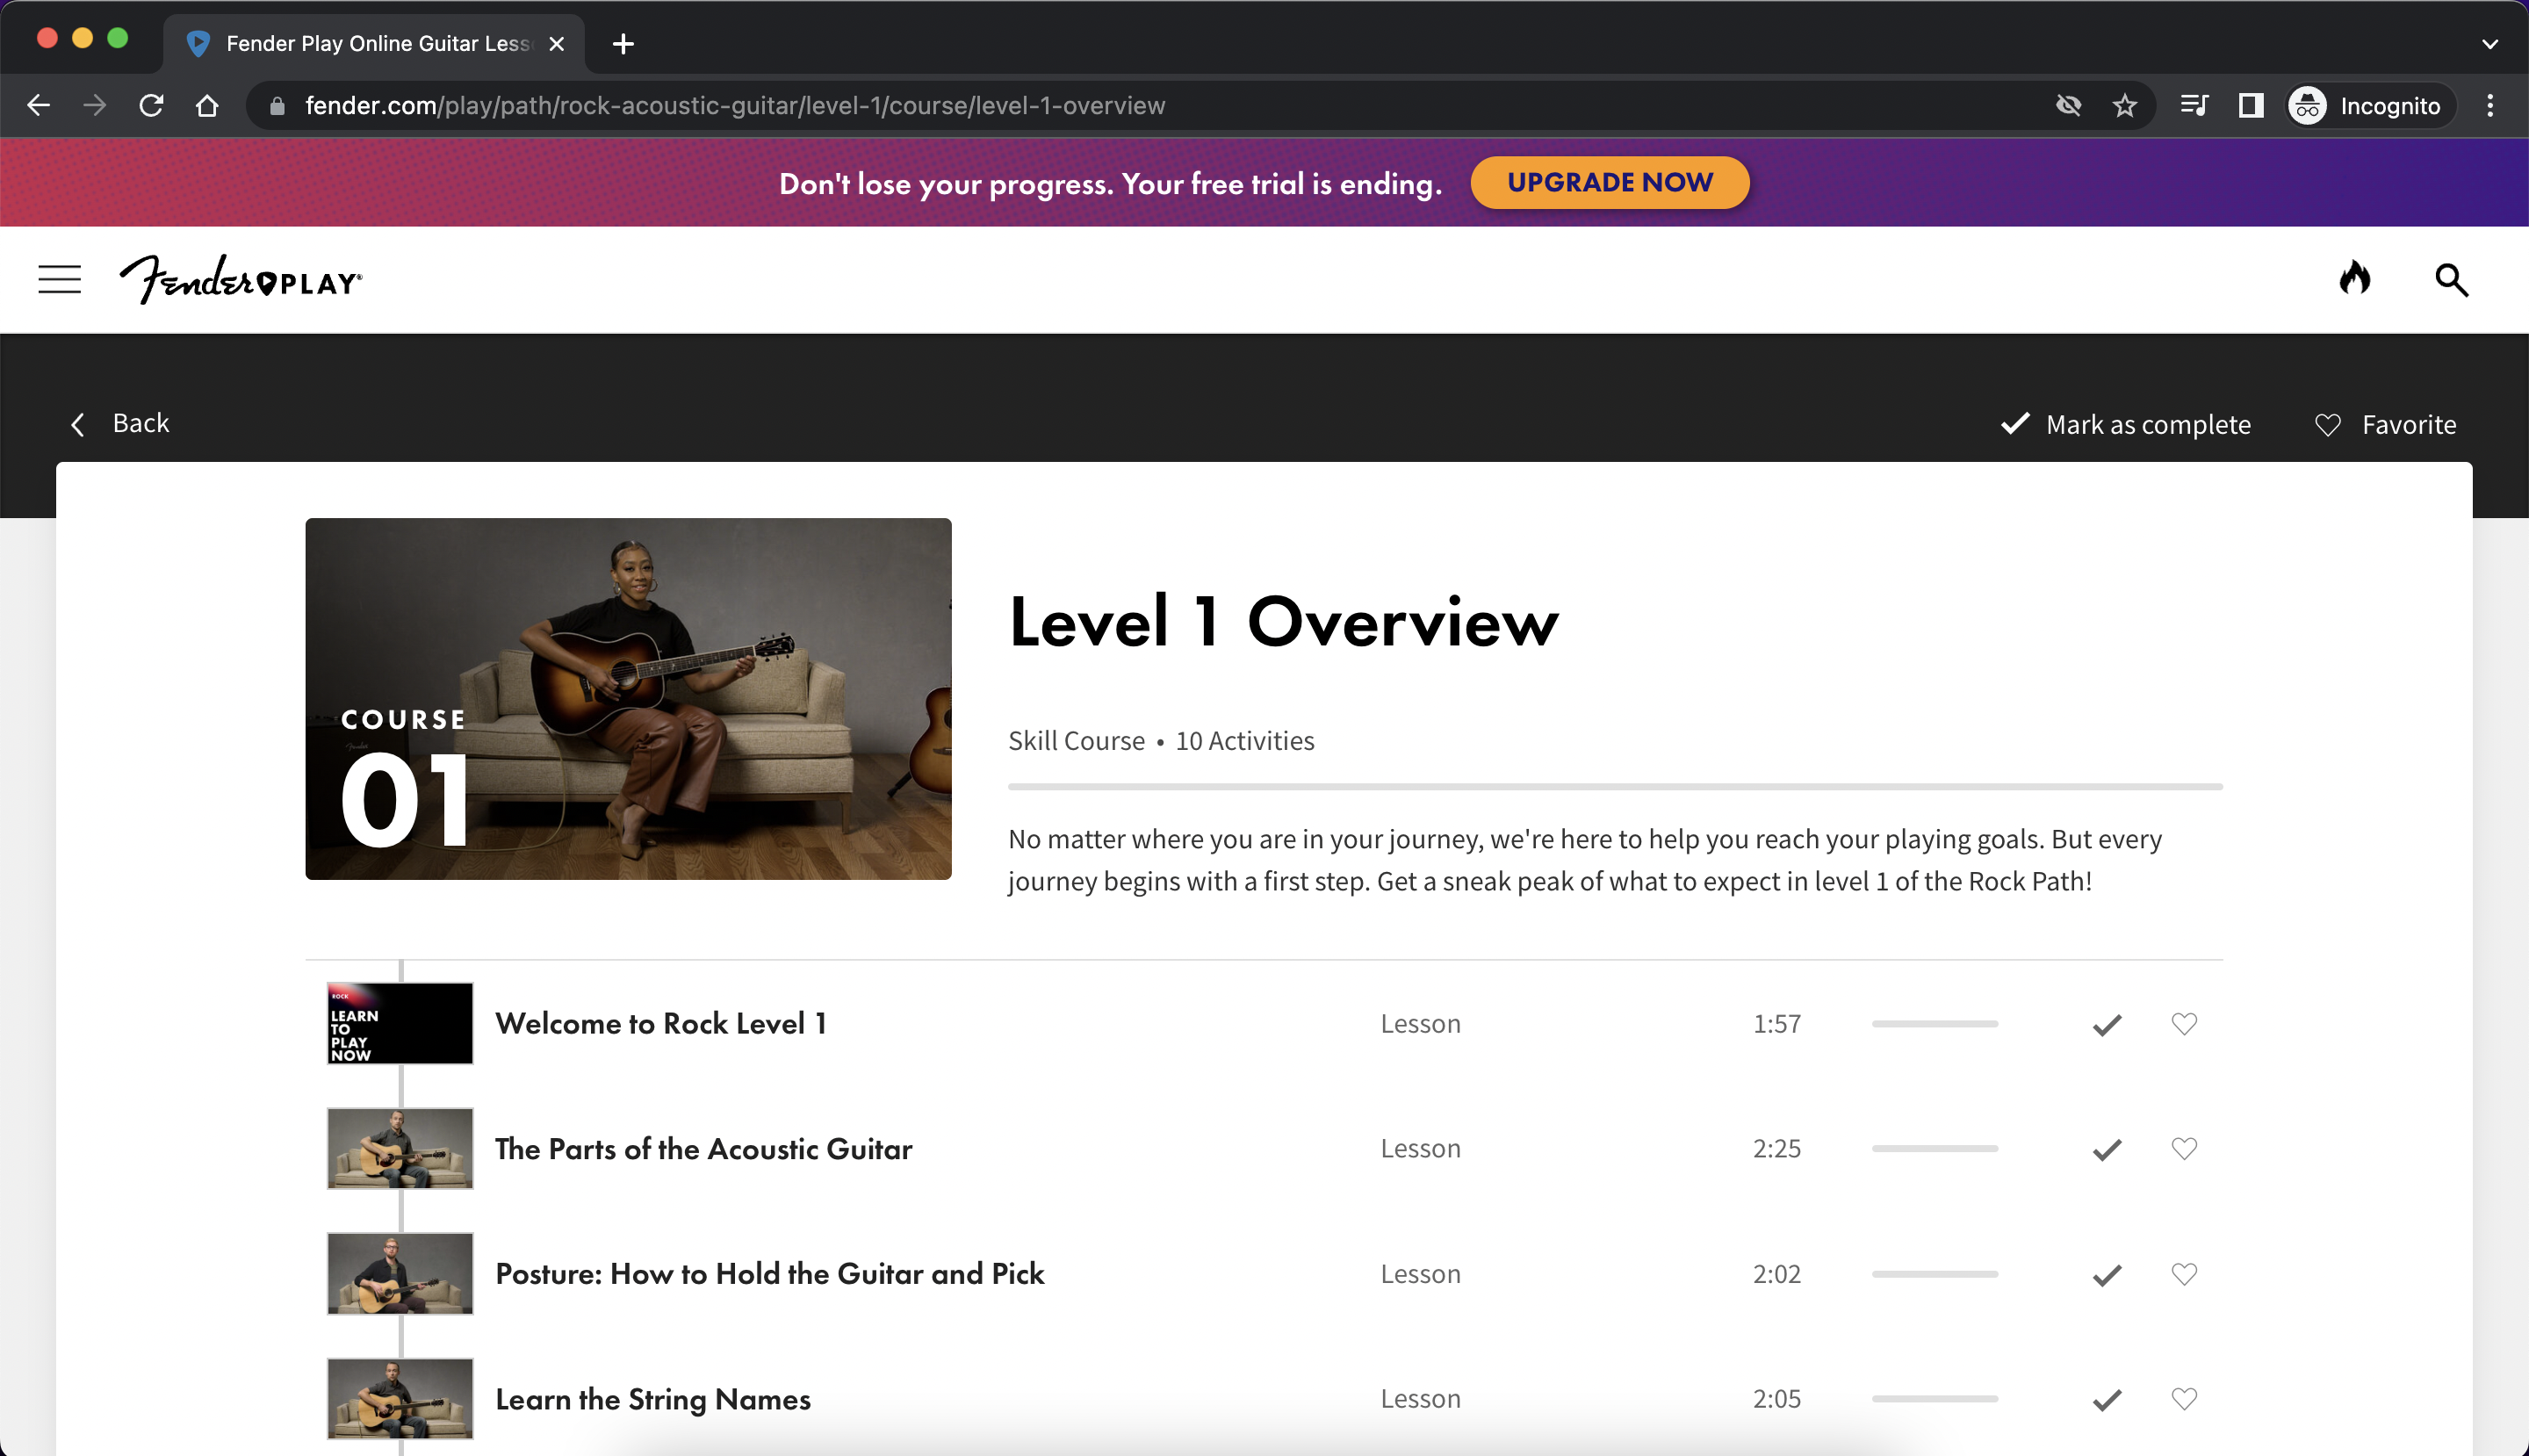 Fender Play Online Guitar Less
fender.com/play/path/rock-acoustic-guitar/level-1/course/level-1-overview
Incognito
Don't lose your progress. Your free trial is ending.
UPGRADE NOW
Fender PLAY®
Back
Mark as complete
Favorite
COURSE
01
Level 1 Overview
Skill Course • 10 Activities
No matter where you are in your journey, we're here to help you reach your playing goals. But every
journey begins with a first step. Get a sneak peak of what to expect in level 1 of the Rock Path!
ROCK
LEARN
TO
PLAY
NOW
Welcome to Rock Level 1
Lesson
1:57
The Parts of the Acoustic Guitar
Lesson
2:25
Posture: How to Hold the Guitar and Pick
Lesson
2:02
Learn the String Names
Lesson
2:05